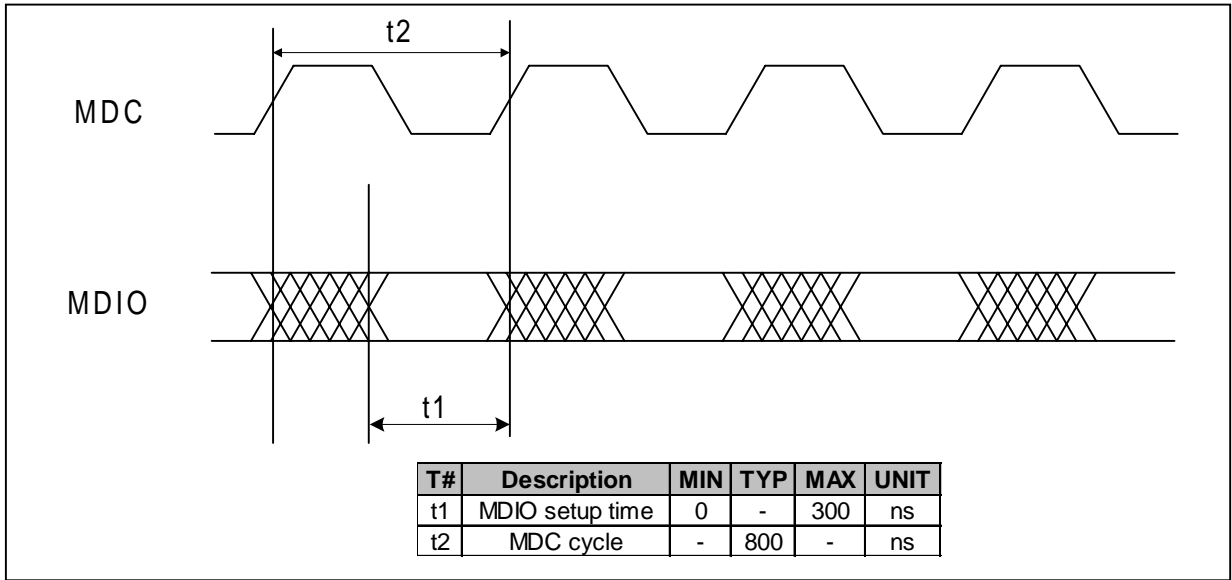 t2
MDC
MDIO
t1
T# Description MIN TYP MAX UNIT
t1 MDIO setup time 0 - 300 ns
t2 MDC cycle - 800 - ns